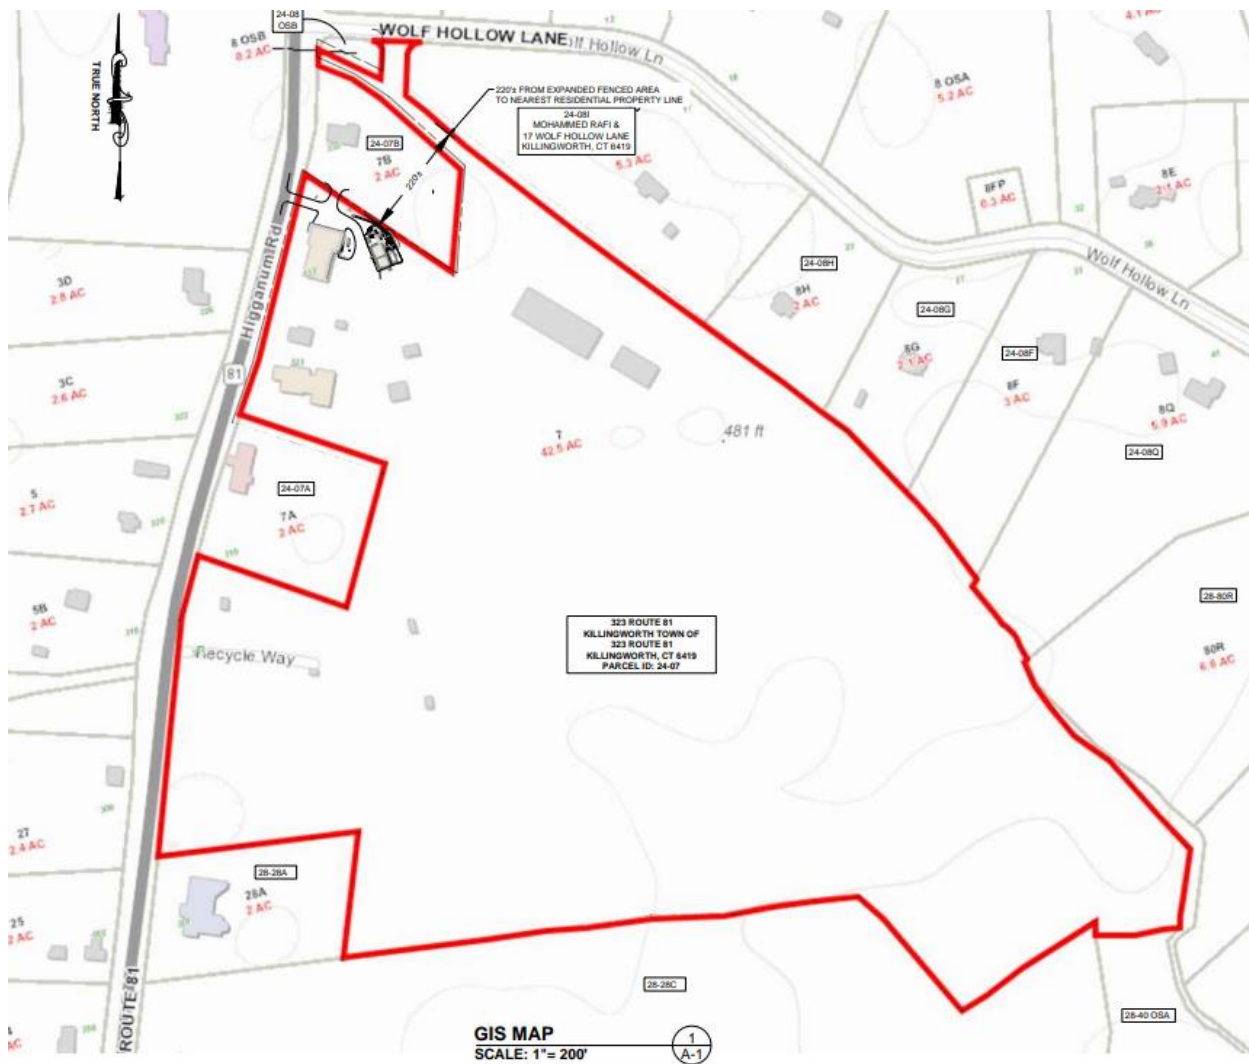 24-08
OSB
WOLF HOLLOW LANE
lf Hollow Ln
8 OSB
0.2 AC
TRUE NORTH
220'± FROM EXPANDED FENCED AREA
TO NEAREST RESIDENTIAL PROPERTY LINE
24-08I
MOHAMMED RAFI &
17 WOLF HOLLOW LANE
KILLINGWORTH, CT 6419
5.3 AC
8 OSA
5.2 AC
4.1 AC
24-07B
7B
2 AC
220'±
8FP
0.3 AC
8E
2.1 AC
Wolf Hollow Ln
Higganum Rd
81
3D
2.8 AC
24-08H
8H
2 AC
24-08G
8G
2.1 AC
24-08F
8F
3 AC
8Q
5.9 AC
24-08Q
3C
2.6 AC
323
7
42.5 AC
481 ft
24-07A
7A
2 AC
5
2.7 AC
5B
2 AC
Recycle Way
323 ROUTE 81
KILLINGWORTH TOWN OF
323 ROUTE 81
KILLINGWORTH, CT 6419
PARCEL ID: 24-07
28-80R
80R
6.6 AC
27
2.4 AC
28-28A
28A
2 AC
25
2 AC
ROUTE 81
28-28C
28-40 OSA
GIS MAP
SCALE: 1"= 200'
1
A-1